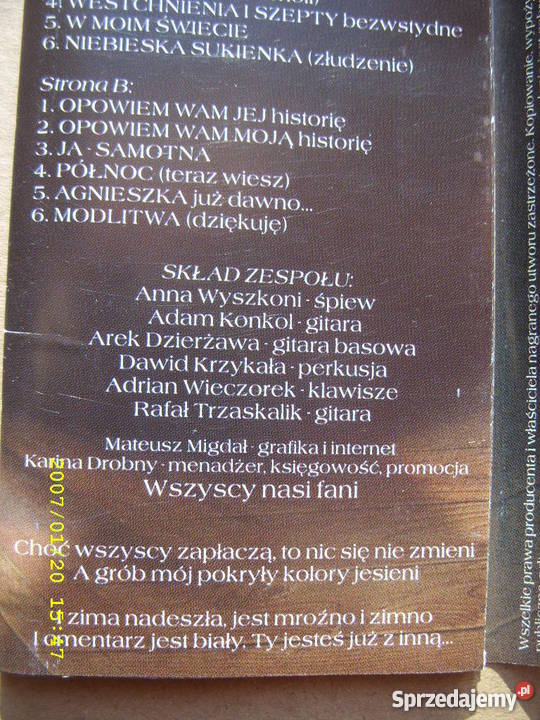 4. WESTCHNIENIA I SZEPTY bezwstydne
5. W MOIM ŚWIECIE
6. NIEBIESKA SUKIENKA (złudzenie)
Strona B:
1. OPOWIEM WAM JEJ historię
2. OPOWIEM WAM MOJĄ historię
3. JA - SAMOTNA
4. PÓŁNOC (teraz wiesz)
5. AGNIESZKA już dawno...
6. MODLITWA (dziękuję)
SKŁAD ZESPOŁU:
Anna Wyszkoni - śpiew
Adam Konkol - gitara
Arek Dzierżawa - gitara basowa
Dawid Krzykała - perkusja
Adrian Wieczorek - klawisze
Rafał Trzaskalik - gitara
Mateusz Migdał - grafika i internet
Karina Drobny - menadżer, księgowość, promocja
Wszyscy nasi fani
Choć wszyscy zapłaczą, to nic się nie zmieni
A grób mój pokryły kolory jesieni
I zima nadeszła, jest mroźno i zimno
I cmentarz jest biały, Ty jesteś już z inną...
Wszelkie prawa producenta i właściciela nagranego utworu zastrzeżone. Kopiowanie, wypoży
2007/01/20 15:47
Sprzedajemy.pl